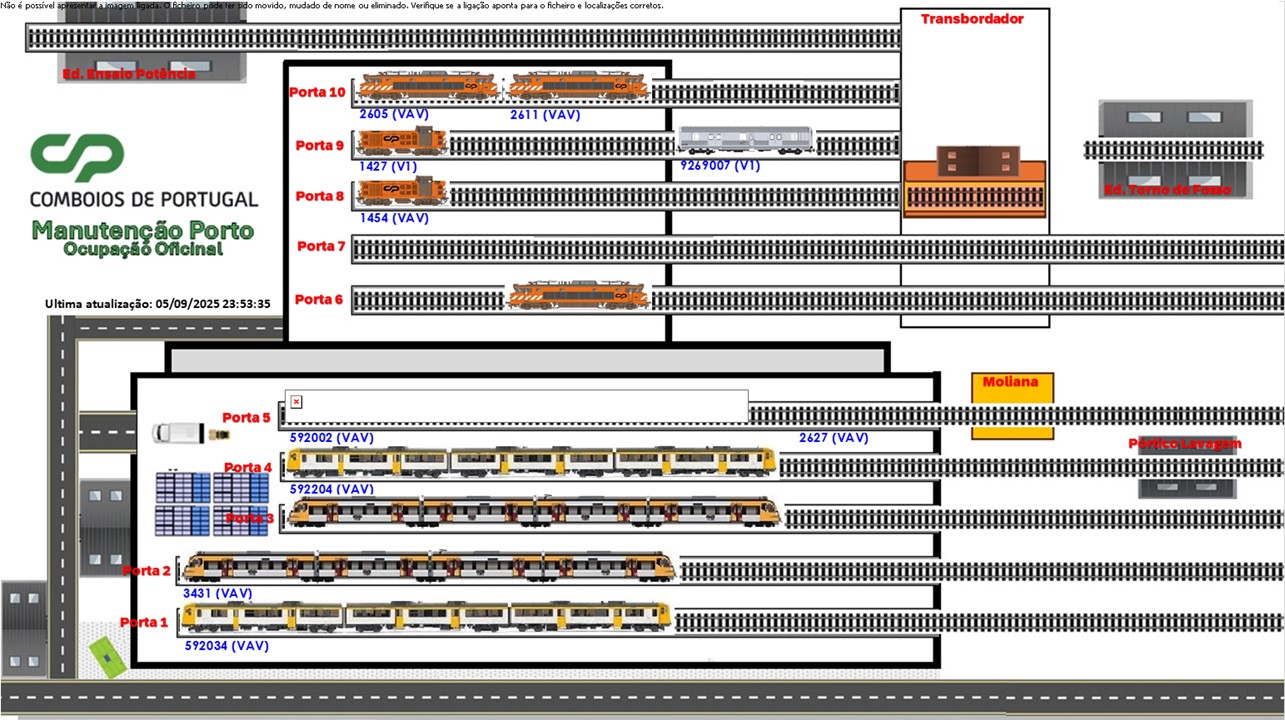 Não é possível apresentar a imagem ligada. O ficheiro pode ter sido movido, mudado de nome ou eliminado. Verifique se a ligação aponta para o ficheiro e localizações corretos.
Transbordador
Ed. Ensaio Potência
Porta 10
2605 (VAV)
2611 (VAV)
Porta 9
1427 (V1)
9269007 (V1)
Porta 8
1454 (VAV)
Ed. Torno de Fosso
CP
COMBOIOS DE PORTUGAL
Manutenção Porto
Ocupação Oficinal
Porta 7
Porta 6
Ultima atualização: 05/09/2025 23:53:35
Moliana
Porta 5
592002 (VAV)
2627 (VAV)
Pórtico Lavagem
Porta 4
592204 (VAV)
Porta 3
Porta 2
3431 (VAV)
Porta 1
592034 (VAV)